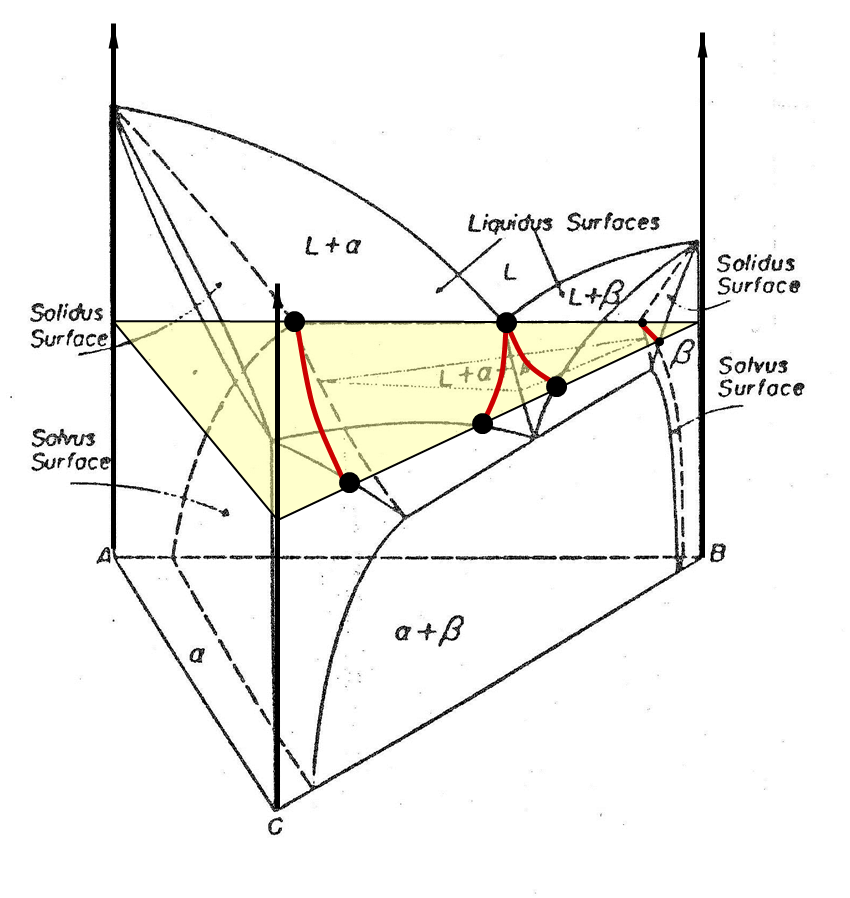 Liquidus Surfaces
L + α
L
L+β
Solidus
Surface
Solidus
Surface
β
L + α
Solvus
Surface
Solvus
Surface
A
B
α + β
α
C